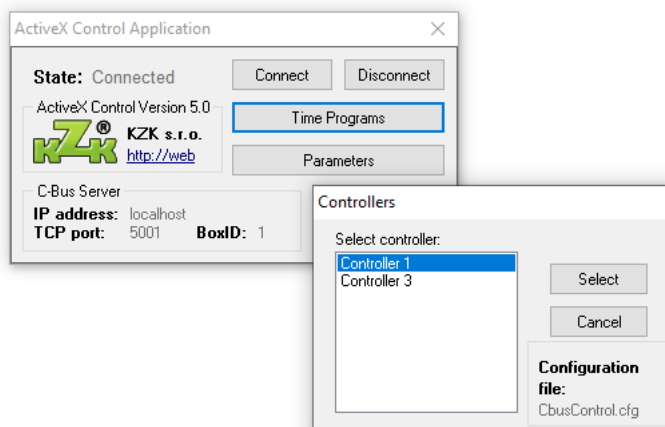 ActiveX Control Application
State: Connected
Connect
Disconnect
ActiveX Control Version 5.0
KZK® KZK s.r.o.
http://web
Time Programs
Parameters
C-Bus Server
IP address: localhost
TCP port: 5001 BoxID: 1
Controllers
Select controller:
Controller 1
Controller 3
Select
Cancel
Configuration
file:
CbusControl.cfg